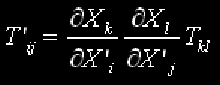 T'ᵢⱼ = ∂Xₖ/∂X'ᵢ ∂Xₗ/∂X'ⱼ Tₖₗ